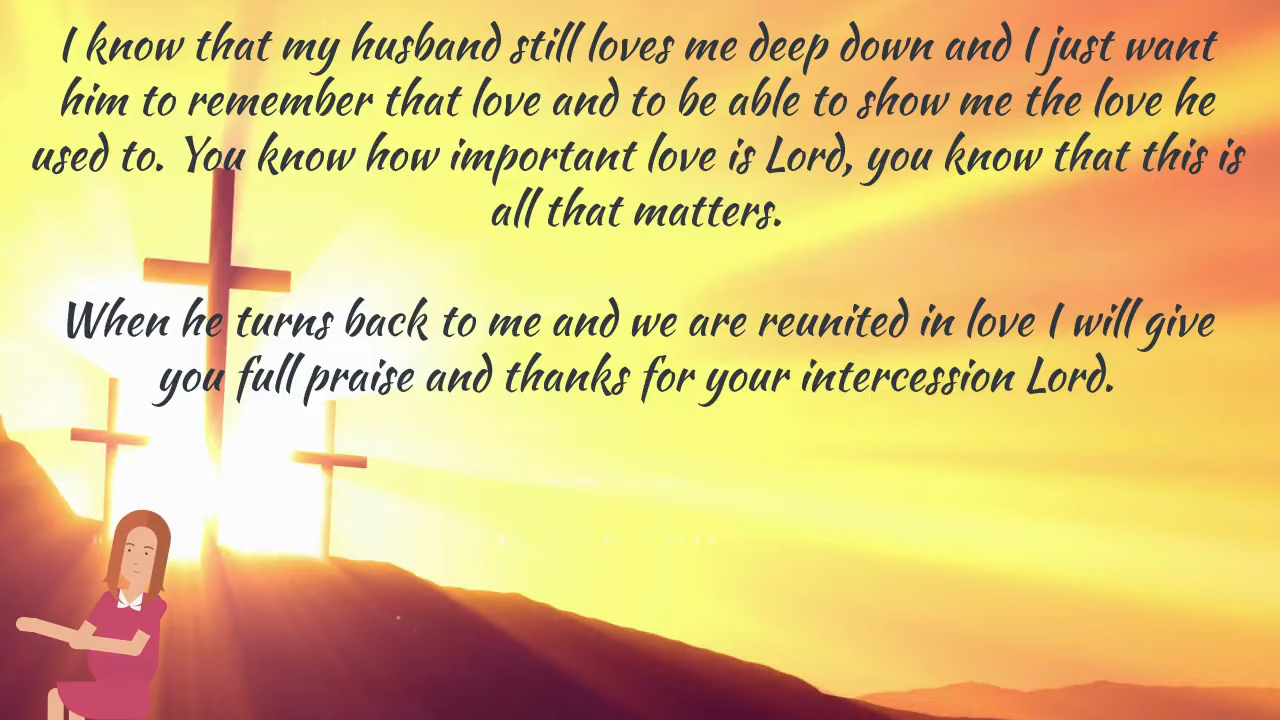 I know that my husband still loves me deep down and I just want
him to remember that love and to be able to show me the love he
used to. You know how important love is Lord, you know that this is
all that matters.
When he turns back to me and we are reunited in love I will give
you full praise and thanks for your intercession Lord.